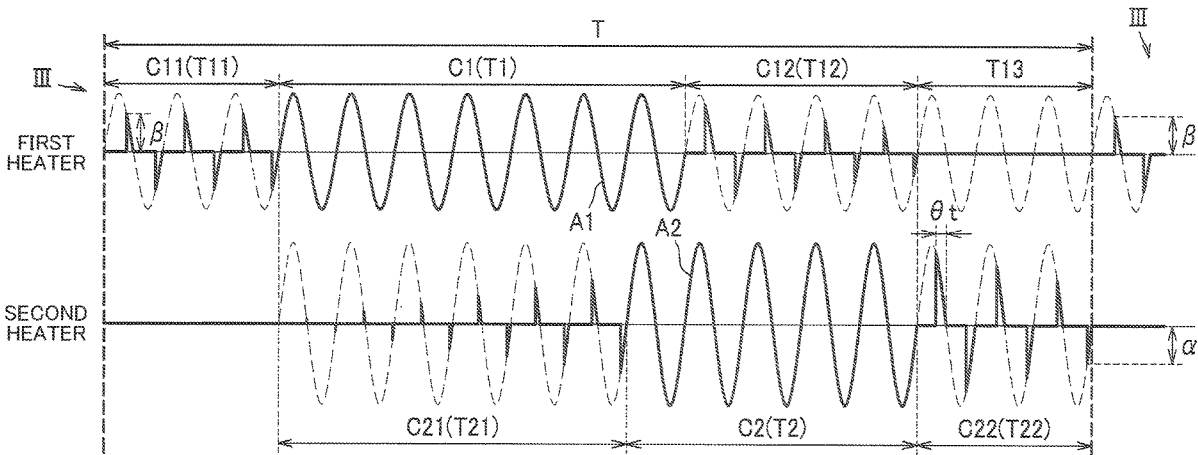 III
T
III
C11(T11)
C1(T1)
C12(T12)
T13
FIRST
HEATER
β
β
A1
A2
θt
SECOND
HEATER
α
C21(T21)
C2(T2)
C22(T22)